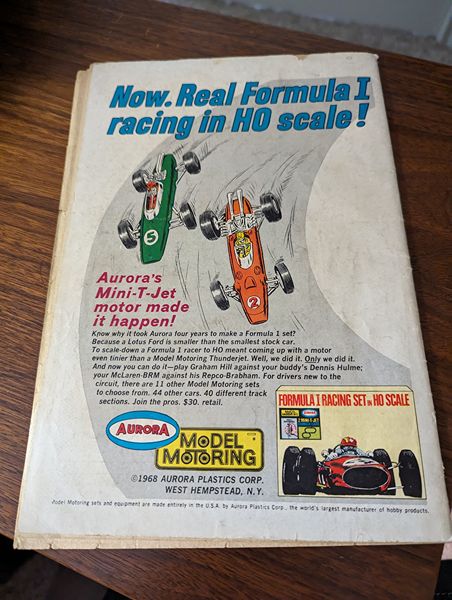 Now. Real Formula I
racing in HO scale!
5
2
Aurora's
Mini-T-Jet
motor made
it happen!
Know why it took Aurora four years to make a Formula 1 set?
Because a Lotus Ford is smaller than the smallest stock car.
To scale-down a Formula 1 racer to HO meant coming up with a motor
even tinier than a Model Motoring Thunderjet. Well, we did it. Only we did it.
And now you can do it—play Graham Hill against your buddy's Dennis Hulme;
your McLaren-BRM against his Repco-Brabham. For drivers new to the
circuit, there are 11 other Model Motoring sets
to choose from. 44 other cars. 40 different track
sections. Join the pros. $30. retail.
FORMULA I RACING SET IN HO SCALE
AURORA
MODEL
MOTORING
©1968 AURORA PLASTICS CORP.
WEST HEMPSTEAD, N.Y.
Model Motoring sets and equipment are made entirely in the U.S.A. by Aurora Plastics Corp., the world's largest manufacturer of hobby products.